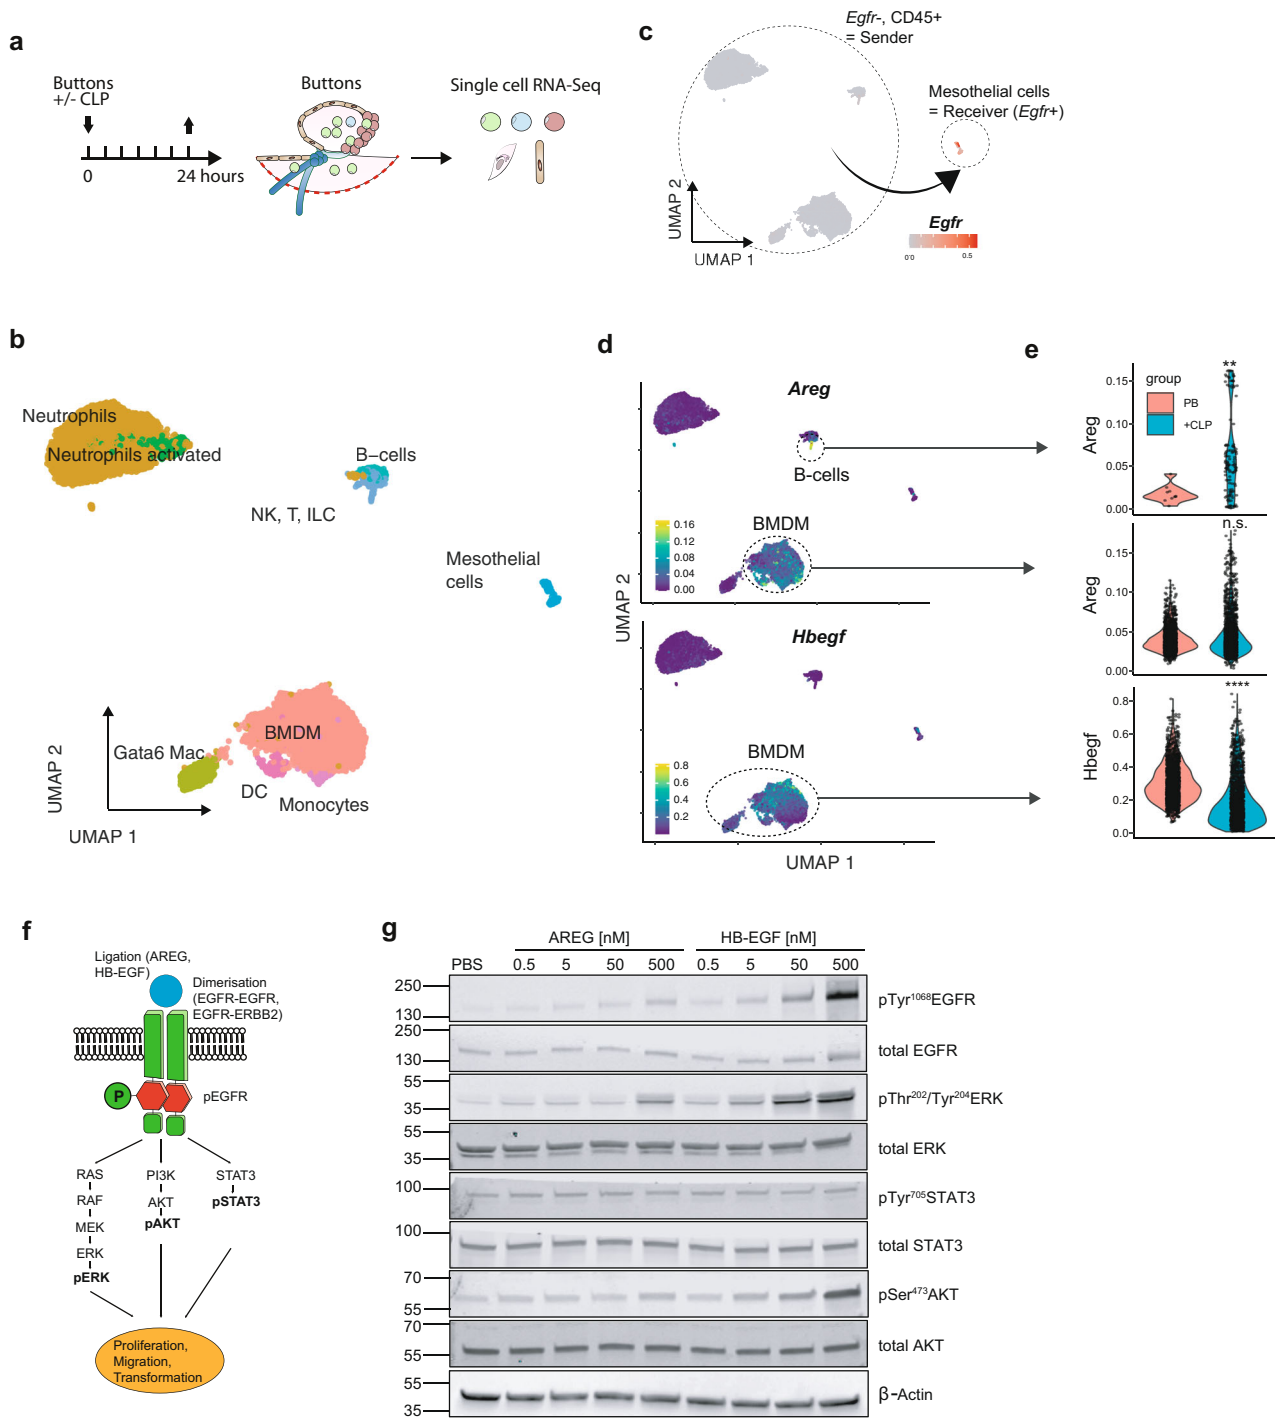 a
Buttons
+/- CLP
0
24 hours
Buttons
Single cell RNA-Seq
c
Egfr-, CD45+
= Sender
Mesothelial cells
= Receiver (Egfr+)
UMAP 2
UMAP 1
Egfr
0.0
0.5
b
Neutrophils
Neutrophils activated
B-cells
NK, T, ILC
Mesothelial
cells
Gata6 Mac
BMDM
DC
Monocytes
UMAP 2
UMAP 1
d
Areg
B-cells
BMDM
0.16
0.12
0.08
0.04
0.00
UMAP 2
Hbegf
BMDM
0.8
0.6
0.4
0.2
UMAP 1
e
**
group
PB
+CLP
Areg
0.15
0.10
0.05
0.00
n.s.
Areg
0.15
0.10
0.05
0.00
****
Hbegf
0.8
0.6
0.4
0.2
0.0
f
Ligation (AREG,
HB-EGF)
Dimerisation
(EGFR-EGFR,
EGFR-ERBB2)
P
pEGFR
RAS
RAF
MEK
ERK
pERK
PI3K
AKT
pAKT
STAT3
pSTAT3
Proliferation,
Migration,
Transformation
g
AREG [nM]
HB-EGF [nM]
PBS 0.5 5 50 500 0.5 5 50 500
250
130
pTyr¹⁰⁶⁸EGFR
250
130
total EGFR
55
35
pThr²⁰²/Tyr²⁰⁴ERK
55
35
total ERK
100
pTyr⁷⁰⁵STAT3
100
total STAT3
70
55
pSer⁴⁷³AKT
70
55
total AKT
55
35
β-Actin